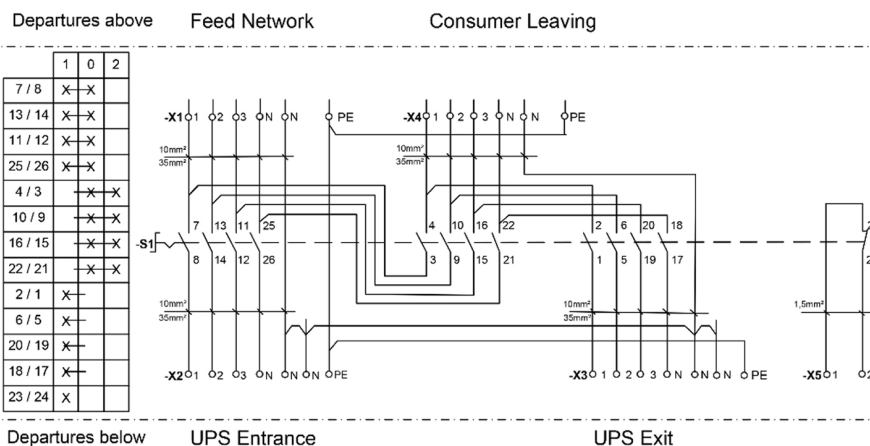 Departures above Feed Network Consumer Leaving
1 0 2
7 / 8 X X
13 / 14 X X
11 / 12 X X
25 / 26 X X
4 / 3 X X
10 / 9 X X
16 / 15 X X
22 / 21 X X
2 / 1 X
6 / 5 X
20 / 19 X
18 / 17 X
23 / 24 X
-X1 1 2 3 N N PE -X4 1 2 3 N N PE
10mm² 10mm²
35mm² 35mm²
7 13 11 25 4 10 16 22 2 6 20 18
-S1
8 14 12 26 3 9 15 21 1 5 19 17 2
10mm² 10mm² 1,5mm²
35mm² 35mm²
-X2 1 2 3 N N N PE -X3 1 2 3 N N N PE -X5 1 2
Departures below UPS Entrance UPS Exit